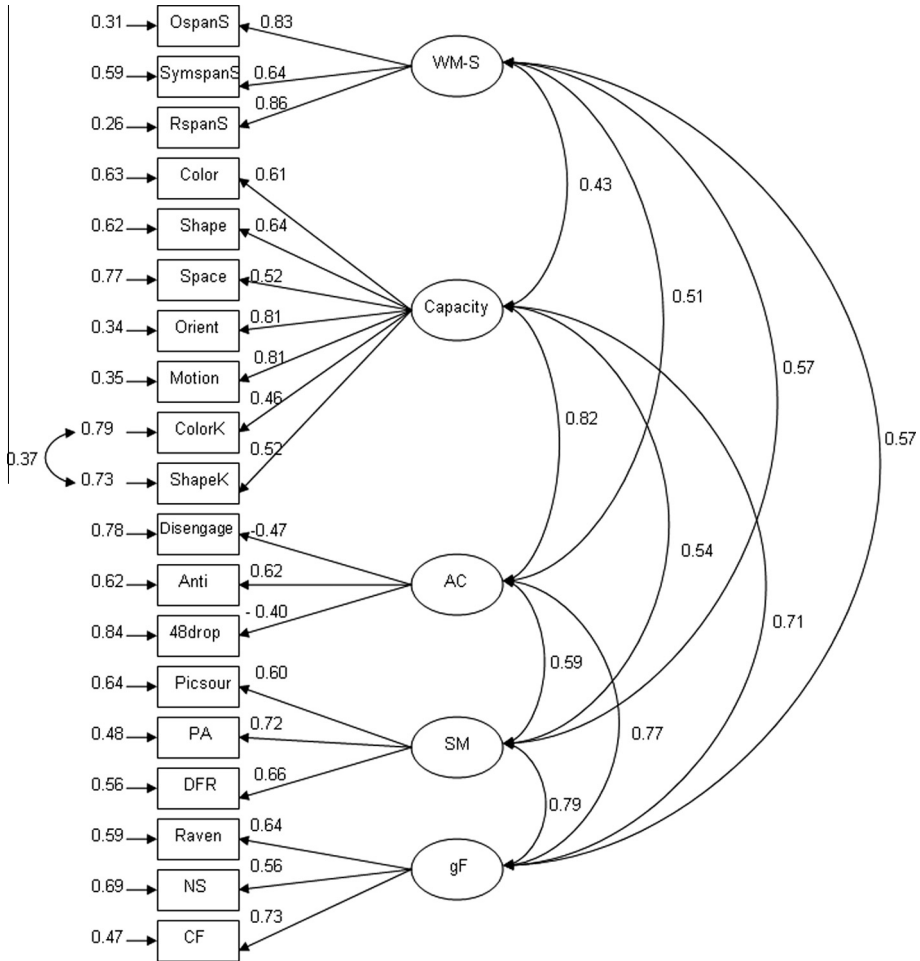 0.31 OspanS 0.83
0.59 SymspanS 0.64 WM-S
0.86
0.26 RspanS
0.63 Color 0.61
0.43
0.62 Shape 0.64
0.77 Space 0.52
0.51
Capacity
0.34 Orient 0.81
0.35 Motion 0.81
0.57
0.46
0.79 ColorK 0.82
0.57
0.37
0.52
0.73 ShapeK
0.78 Disengage -0.47
0.54
0.62 Anti 0.62 AC
- 0.40
0.84 48drop 0.71
0.59
0.64 Picsour 0.60
0.48 PA 0.72 SM 0.77
0.56 DFR 0.66
0.79
0.59 Raven 0.64
gF
0.69 NS 0.56
0.73
0.47 CF